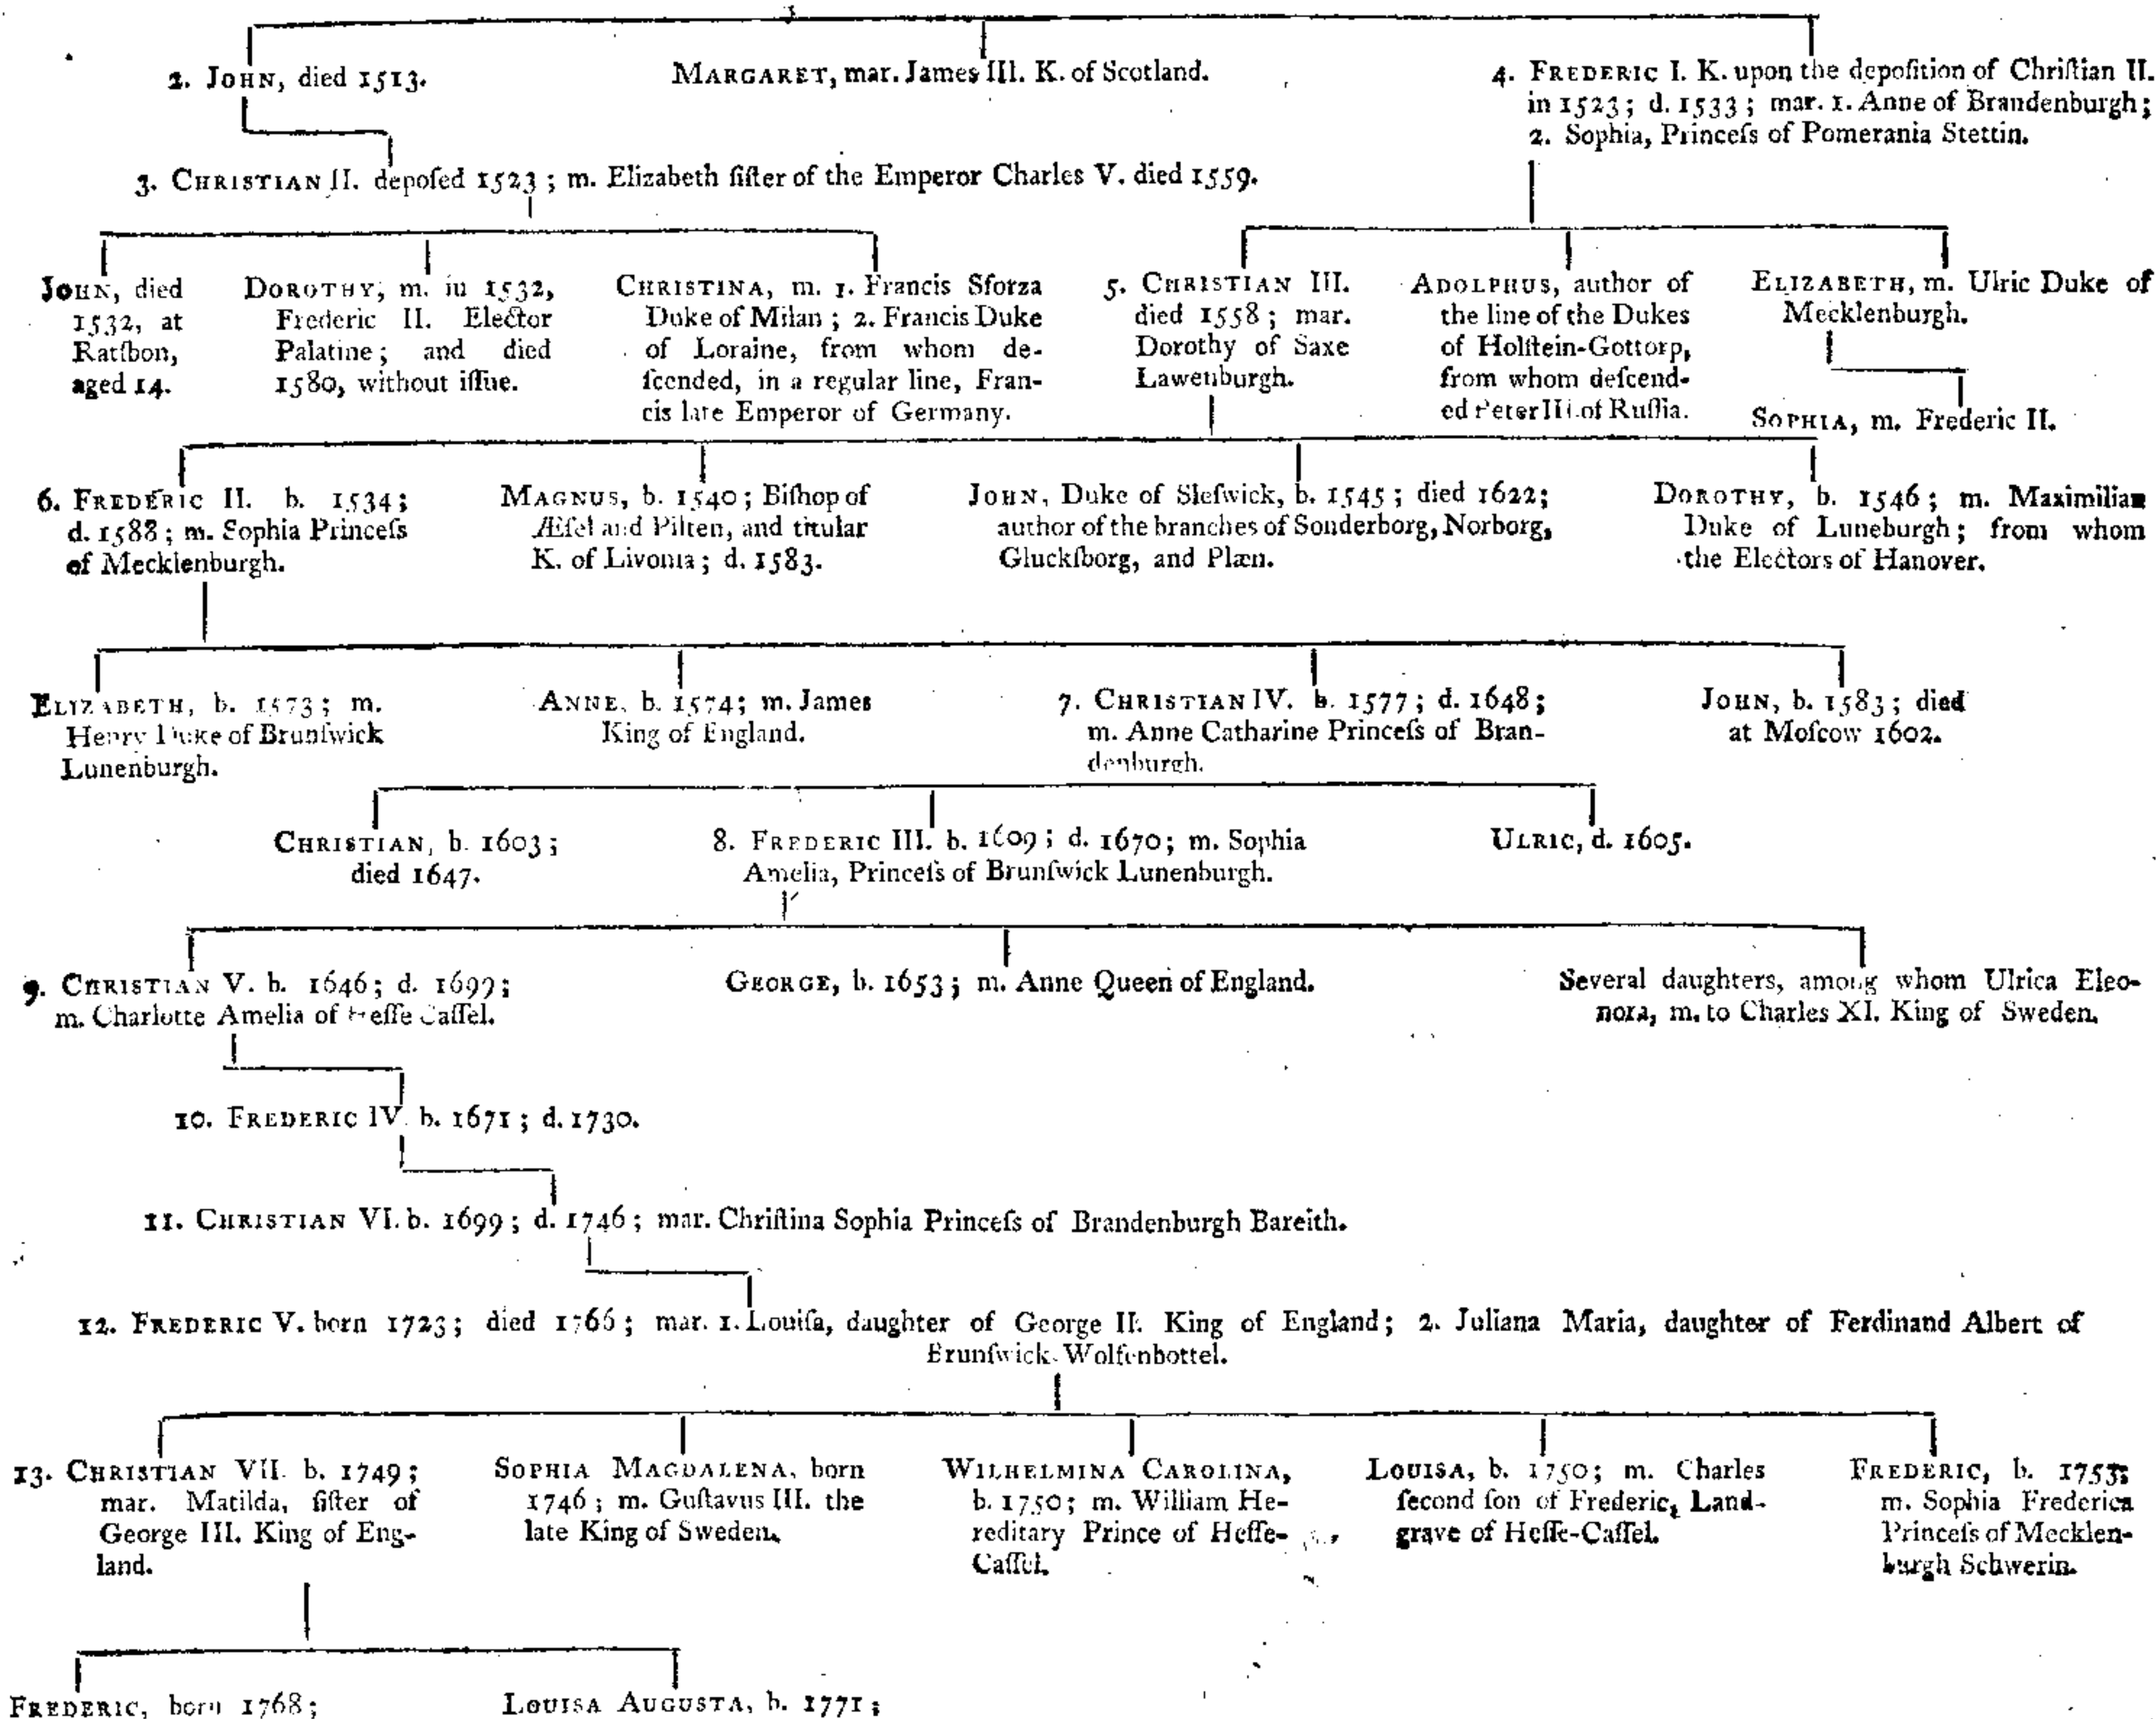 2. JOHN, died 1513.
MARGARET, mar. James III. K. of Scotland.
4. FREDERIC I. K. upon the depoſition of Chriſtian II.
in 1523; d. 1533; mar. 1. Anne of Brandenburgh;
2. Sophia, Princeſs of Pomerania Stettin.
3. CHRISTIAN II. depoſed 1523; m. Elizabeth ſiſter of the Emperor Charles V. died 1559.
JOHN, died
1532, at
Ratiſbon,
aged 14.
DOROTHY, m. in 1532,
Frederic II. Elector
Palatine; and died
1580, without iſſue.
CHRISTINA, m. 1. Francis Sforza
Duke of Milan; 2. Francis Duke
of Loraine, from whom de-
ſcended, in a regular line, Fran-
cis late Emperor of Germany.
5. CHRISTIAN III.
died 1558; mar.
Dorothy of Saxe
Lawenburgh.
ADOLPHUS, author of
the line of the Dukes
of Holſtein-Gottorp,
from whom deſcend-
ed Peter III. of Ruſſia.
ELIZABETH, m. Ulric Duke of
Mecklenburgh.
SOPHIA, m. Frederic II.
6. FREDERIC II. b. 1534;
d. 1588; m. Sophia Princeſs
of Mecklenburgh.
MAGNUS, b. 1540; Biſhop of
Æſel and Pilten, and titular
K. of Livonia; d. 1583.
JOHN, Duke of Sleſwick, b. 1545; died 1622;
author of the branches of Sonderborg, Norborg,
Gluckſborg, and Plæn.
DOROTHY, b. 1546; m. Maximilian
Duke of Luneburgh; from whom
the Electors of Hanover.
ELIZABETH, b. 1573; m.
Henry Duke of Brunſwick
Lunenburgh.
ANNE, b. 1574; m. James
King of England.
7. CHRISTIAN IV. b. 1577; d. 1648;
m. Anne Catharine Princeſs of Bran-
denburgh.
JOHN, b. 1583; died
at Moſcow 1602.
CHRISTIAN, b. 1603;
died 1647.
8. FREDERIC III. b. 1609; d. 1670; m. Sophia
Amelia, Princeſs of Brunſwick Lunenburgh.
ULRIC, d. 1605.
9. CHRISTIAN V. b. 1646; d. 1699;
m. Charlotte Amelia of Heſſe Caſſel.
GEORGE, b. 1653; m. Anne Queen of England.
Several daughters, among whom Ulrica Eleo-
nora, m. to Charles XI. King of Sweden.
10. FREDERIC IV. b. 1671; d. 1730.
11. CHRISTIAN VI. b. 1699; d. 1746; mar. Chriſtina Sophia Princeſs of Brandenburgh Bareith.
12. FREDERIC V. born 1723; died 1766; mar. 1. Louiſa, daughter of George II. King of England; 2. Juliana Maria, daughter of Ferdinand Albert of
Brunſwick-Wolfenbottel.
13. CHRISTIAN VII. b. 1749;
mar. Matilda, ſiſter of
George III. King of Eng-
land.
SOPHIA MAGDALENA, born
1746; m. Guſtavus III. the
late King of Sweden.
WILHELMINA CAROLINA,
b. 1750; m. William He-
reditary Prince of Heſſe-
Caſſel.
LOUISA, b. 1750; m. Charles
ſecond ſon of Frederic, Land-
grave of Heſſe-Caſſel.
FREDERIC, b. 1753;
m. Sophia Frederica
Princeſs of Mecklen-
burgh Schwerin.
FREDERIC, born 1768;
LOUISA AUGUSTA, b. 1771;